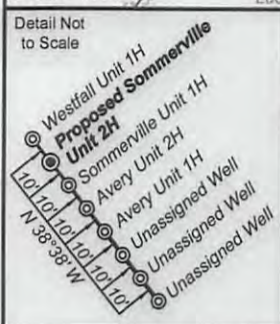 Detail Not
to Scale
Westfall Unit 1H
Proposed Sommerville
Unit 2H
Sommerville Unit 1H
Avery Unit 2H
Avery Unit 1H
Unassigned Well
Unassigned Well
Unassigned Well
10'
10'
10'
10'
10'
10'
10'
N 38°38' W